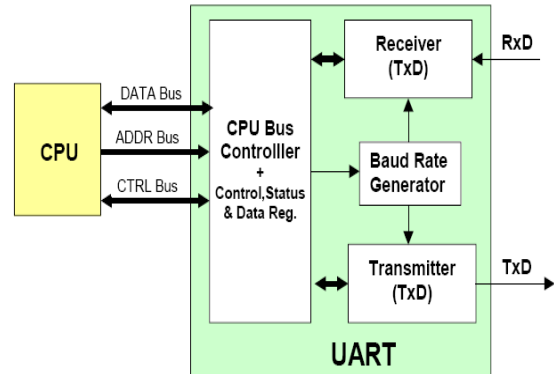 CPU
DATA Bus
ADDR Bus
CTRL Bus
CPU Bus
Controlller
+
Control,Status
& Data Reg.
Receiver
(TxD)
RxD
Baud Rate
Generator
Transmitter
(TxD)
TxD
UART